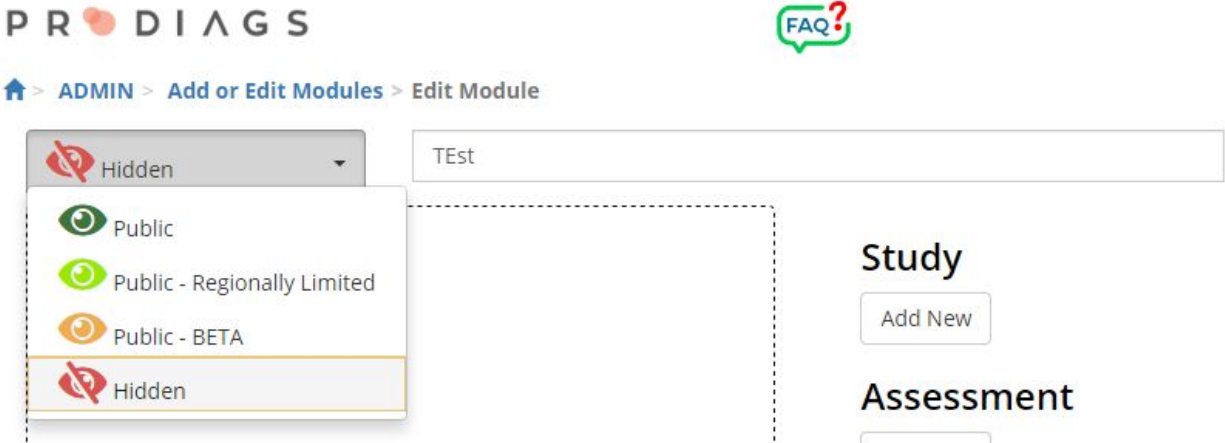 PRODIAGS
FAQ?
> ADMIN > Add or Edit Modules > Edit Module
Hidden
TEst
Public
Public - Regionally Limited
Public - BETA
Hidden
Study
Add New
Assessment